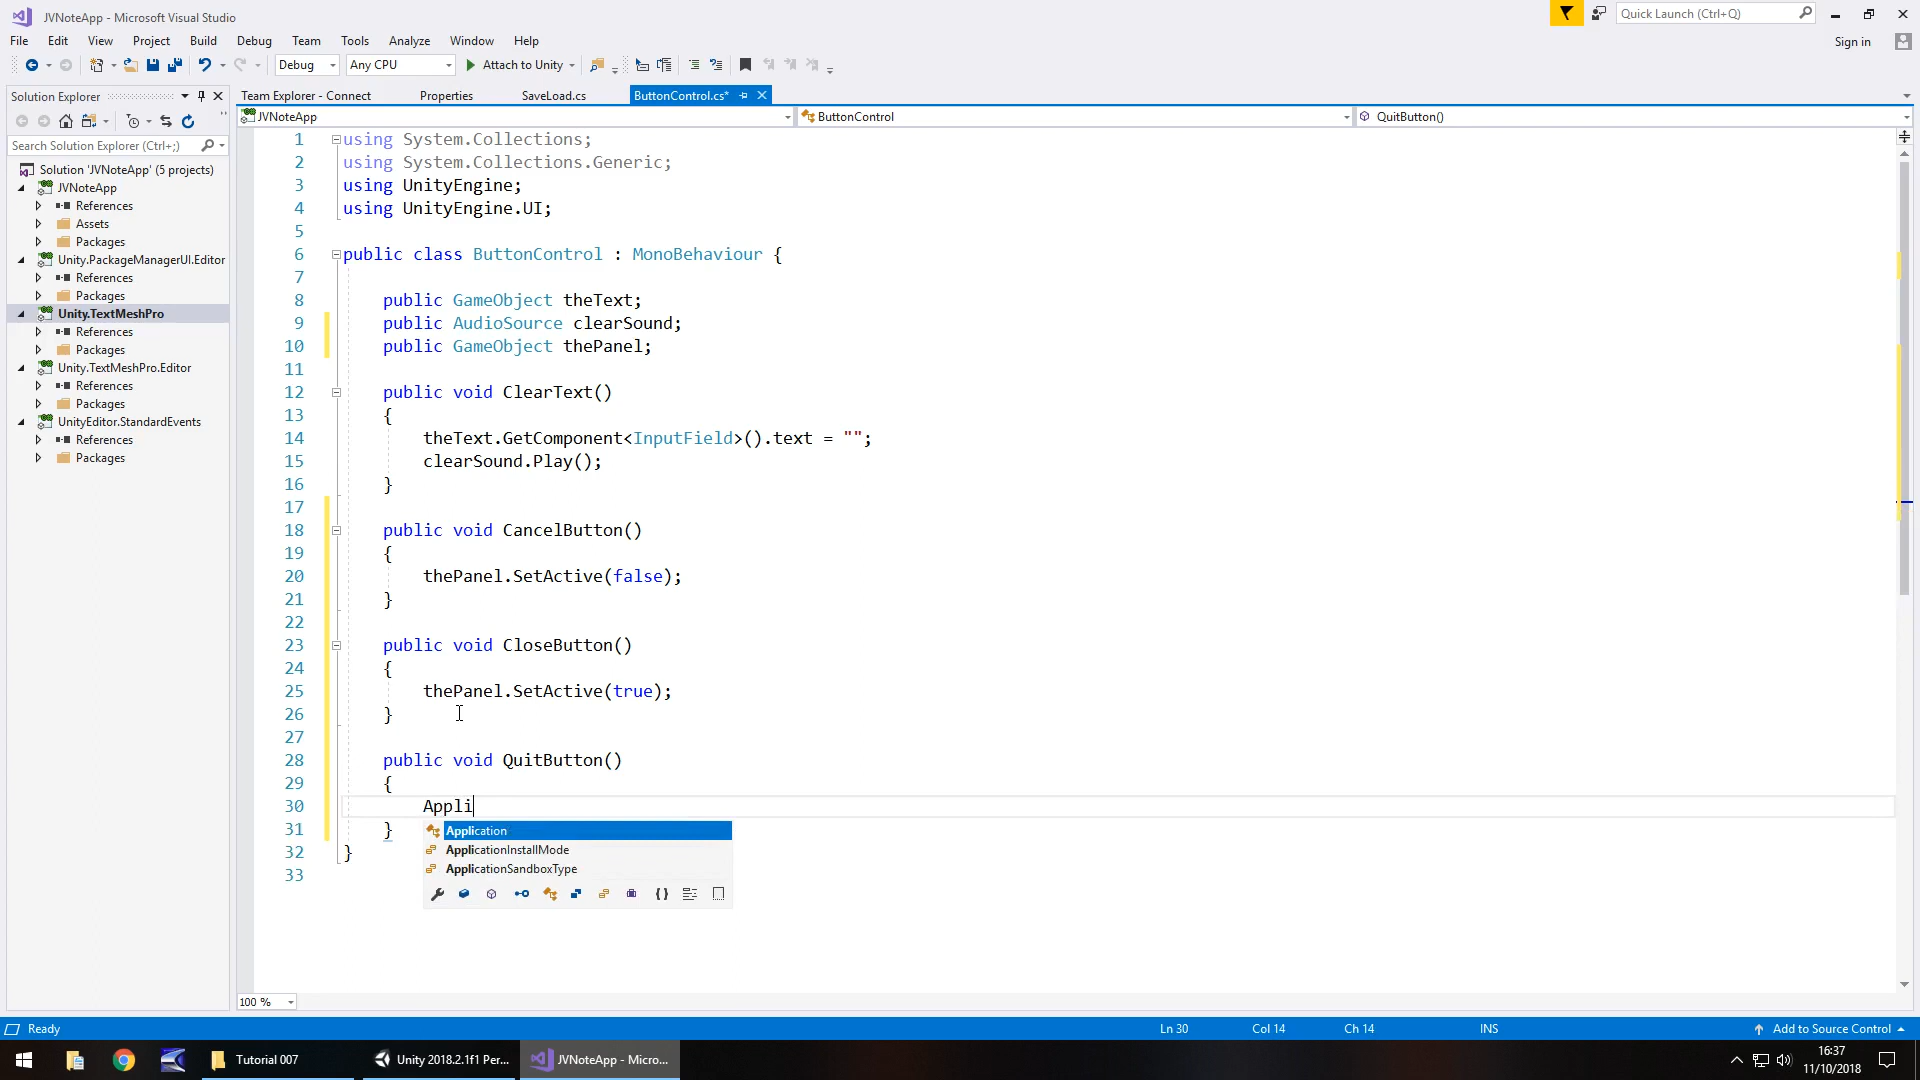 JVNoteApp - Microsoft Visual Studio
Quick Launch (Ctrl+Q)
File Edit View Project Build Debug Team Tools Analyze Window Help
Sign in
Debug Any CPU Attach to Unity
Solution Explorer
Team Explorer - Connect Properties SaveLoad.cs ButtonControl.cs*
JVNoteApp ButtonControl QuitButton()
Search Solution Explorer (Ctrl+;)
Solution 'JVNoteApp' (5 projects)
JVNoteApp
References
Assets
Packages
Unity.PackageManagerUI.Editor
References
Packages
Unity.TextMeshPro
References
Packages
Unity.TextMeshPro.Editor
References
Packages
UnityEditor.StandardEvents
References
Packages
1 using System.Collections;
2 using System.Collections.Generic;
3 using UnityEngine;
4 using UnityEngine.UI;
5
6 public class ButtonControl : MonoBehaviour {
7
8 public GameObject theText;
9 public AudioSource clearSound;
10 public GameObject thePanel;
11
12 public void ClearText()
13 {
14 theText.GetComponent<InputField>().text = "";
15 clearSound.Play();
16 }
17
18 public void CancelButton()
19 {
20 thePanel.SetActive(false);
21 }
22
23 public void CloseButton()
24 {
25 thePanel.SetActive(true);
26 }
27
28 public void QuitButton()
29 {
30 Appli
31 }
32 }
33
Application
ApplicationInstallMode
ApplicationSandboxType
100 %
Ready Ln 30 Col 14 Ch 14 INS Add to Source Control
Tutorial 007 Unity 2018.2.1f1 Per... JVNoteApp - Micro...
16:37
11/10/2018